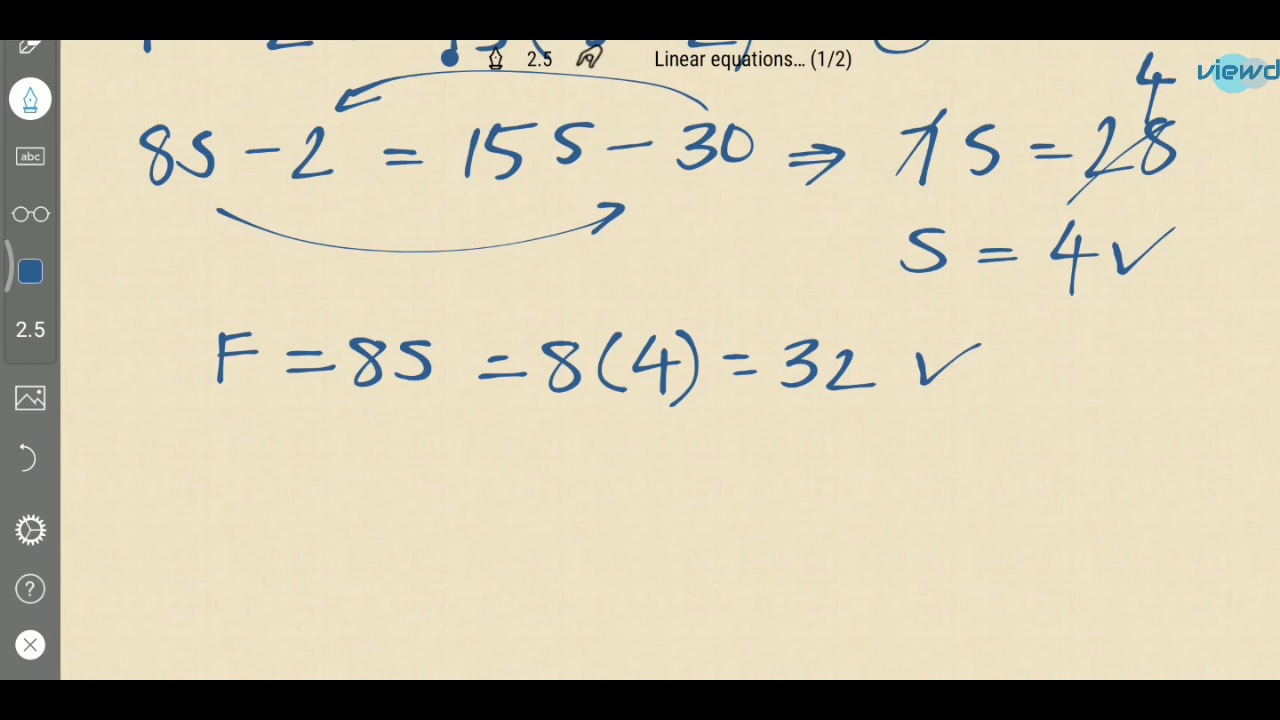 2.5 Linear equations... (1/2)
viewd
4
8S - 2 = 15S - 30 ⇒ 7S = 28
S = 4 ✓
F = 8S = 8(4) = 32 ✓
abc
2.5
?